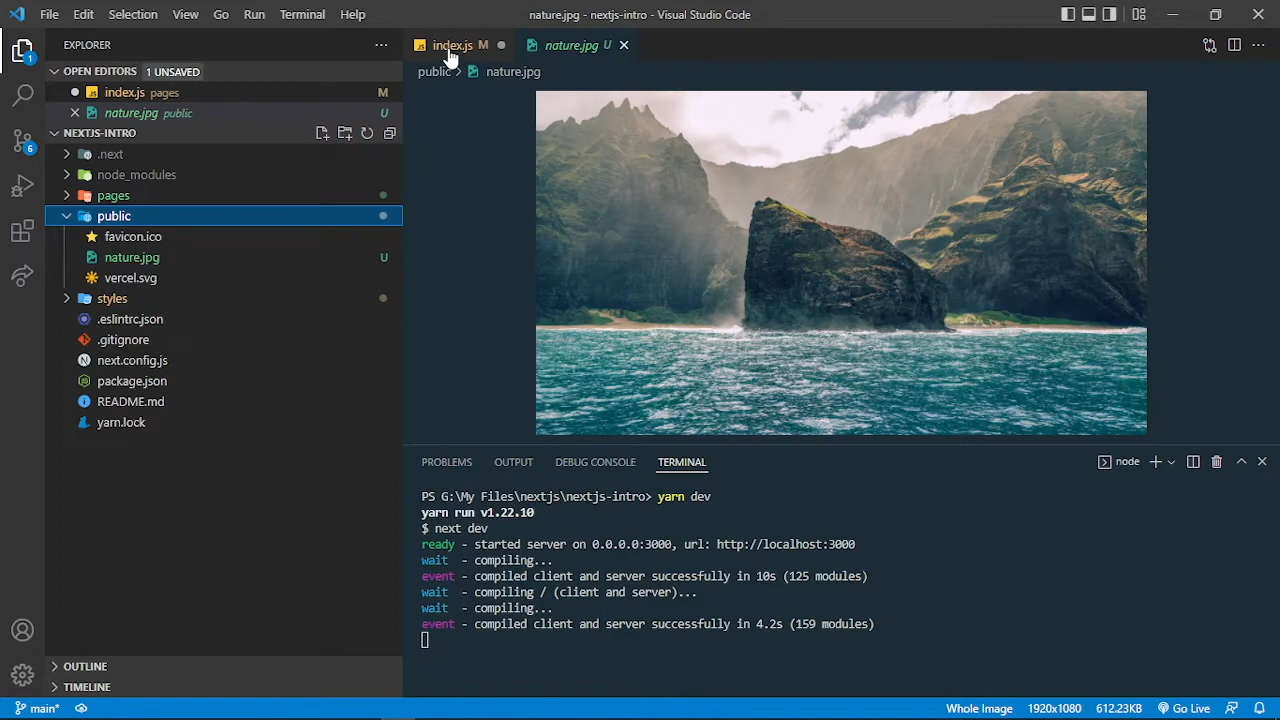 File Edit Selection View Go Run Terminal Help
nature.jpg - nextjs-intro - Visual Studio Code
EXPLORER
OPEN EDITORS 1 UNSAVED
index.js pages M
nature.jpg public U
NEXTJS-INTRO
.next
node_modules
pages
public
favicon.ico
nature.jpg U
vercel.svg
styles
.eslintrc.json
.gitignore
next.config.js
package.json
README.md
yarn.lock
OUTLINE
TIMELINE
1
6
JS index.js M
nature.jpg U
public > nature.jpg
PROBLEMS OUTPUT DEBUG CONSOLE TERMINAL
node
PS G:\My Files\nextjs\nextjs-intro> yarn dev
yarn run v1.22.10
$ next dev
ready - started server on 0.0.0.0:3000, url: http://localhost:3000
wait - compiling...
event - compiled client and server successfully in 10s (125 modules)
wait - compiling / (client and server)...
wait - compiling...
event - compiled client and server successfully in 4.2s (159 modules)
main* Whole Image 1920x1080 612.23KB Go Live